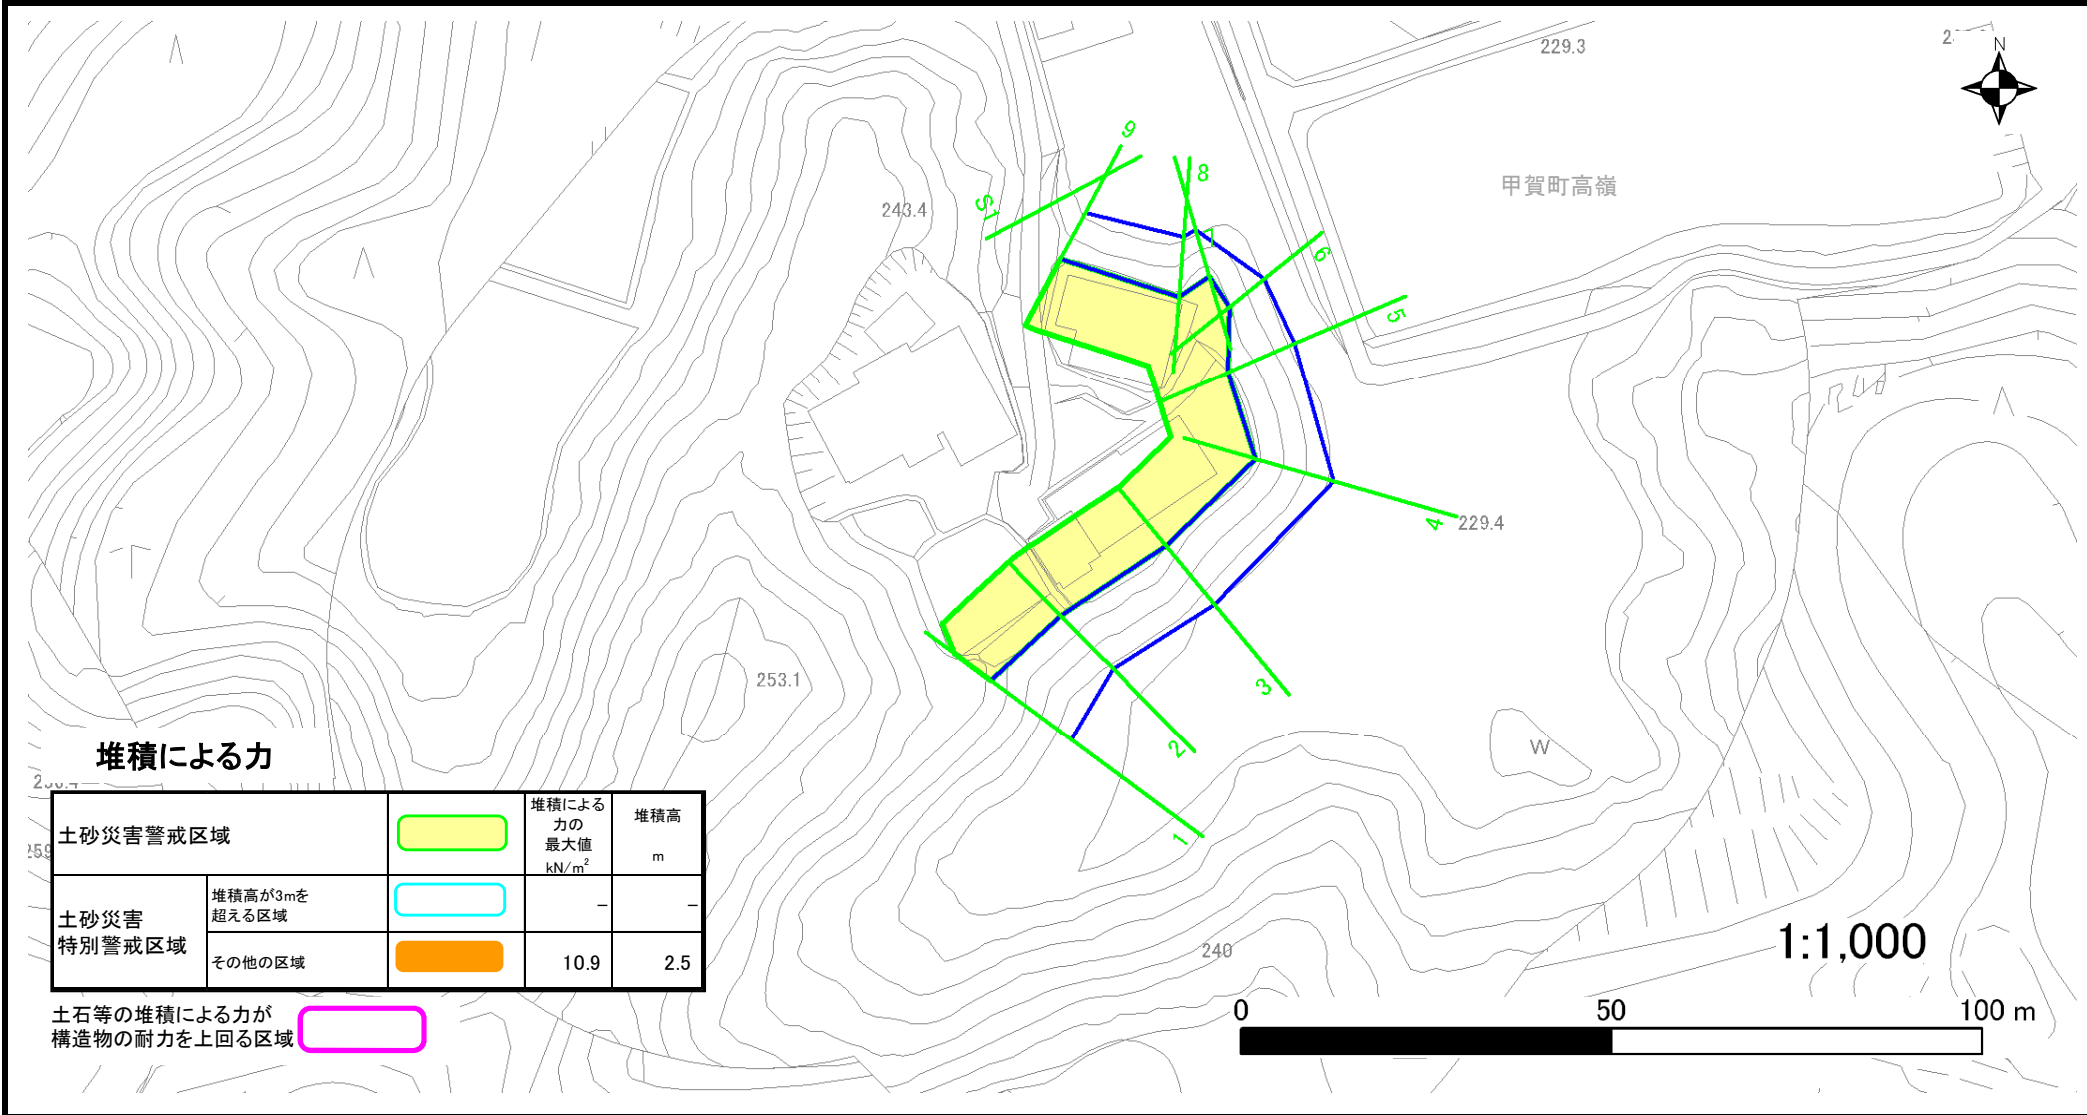 229.3
N
甲賀町高嶺
243.4
9
8
S1
7
6
5
4
229.4
3
2
1
253.1
W
240
堆積による力
土砂災害警戒区域
堆積による
力の
最大値
kN/m²
堆積高
m
土砂災害
特別警戒区域
堆積高が3mを
超える区域
–
–
その他の区域
10.9
2.5
土石等の堆積による力が
構造物の耐力を上回る区域
1:1,000
0
50
100 m